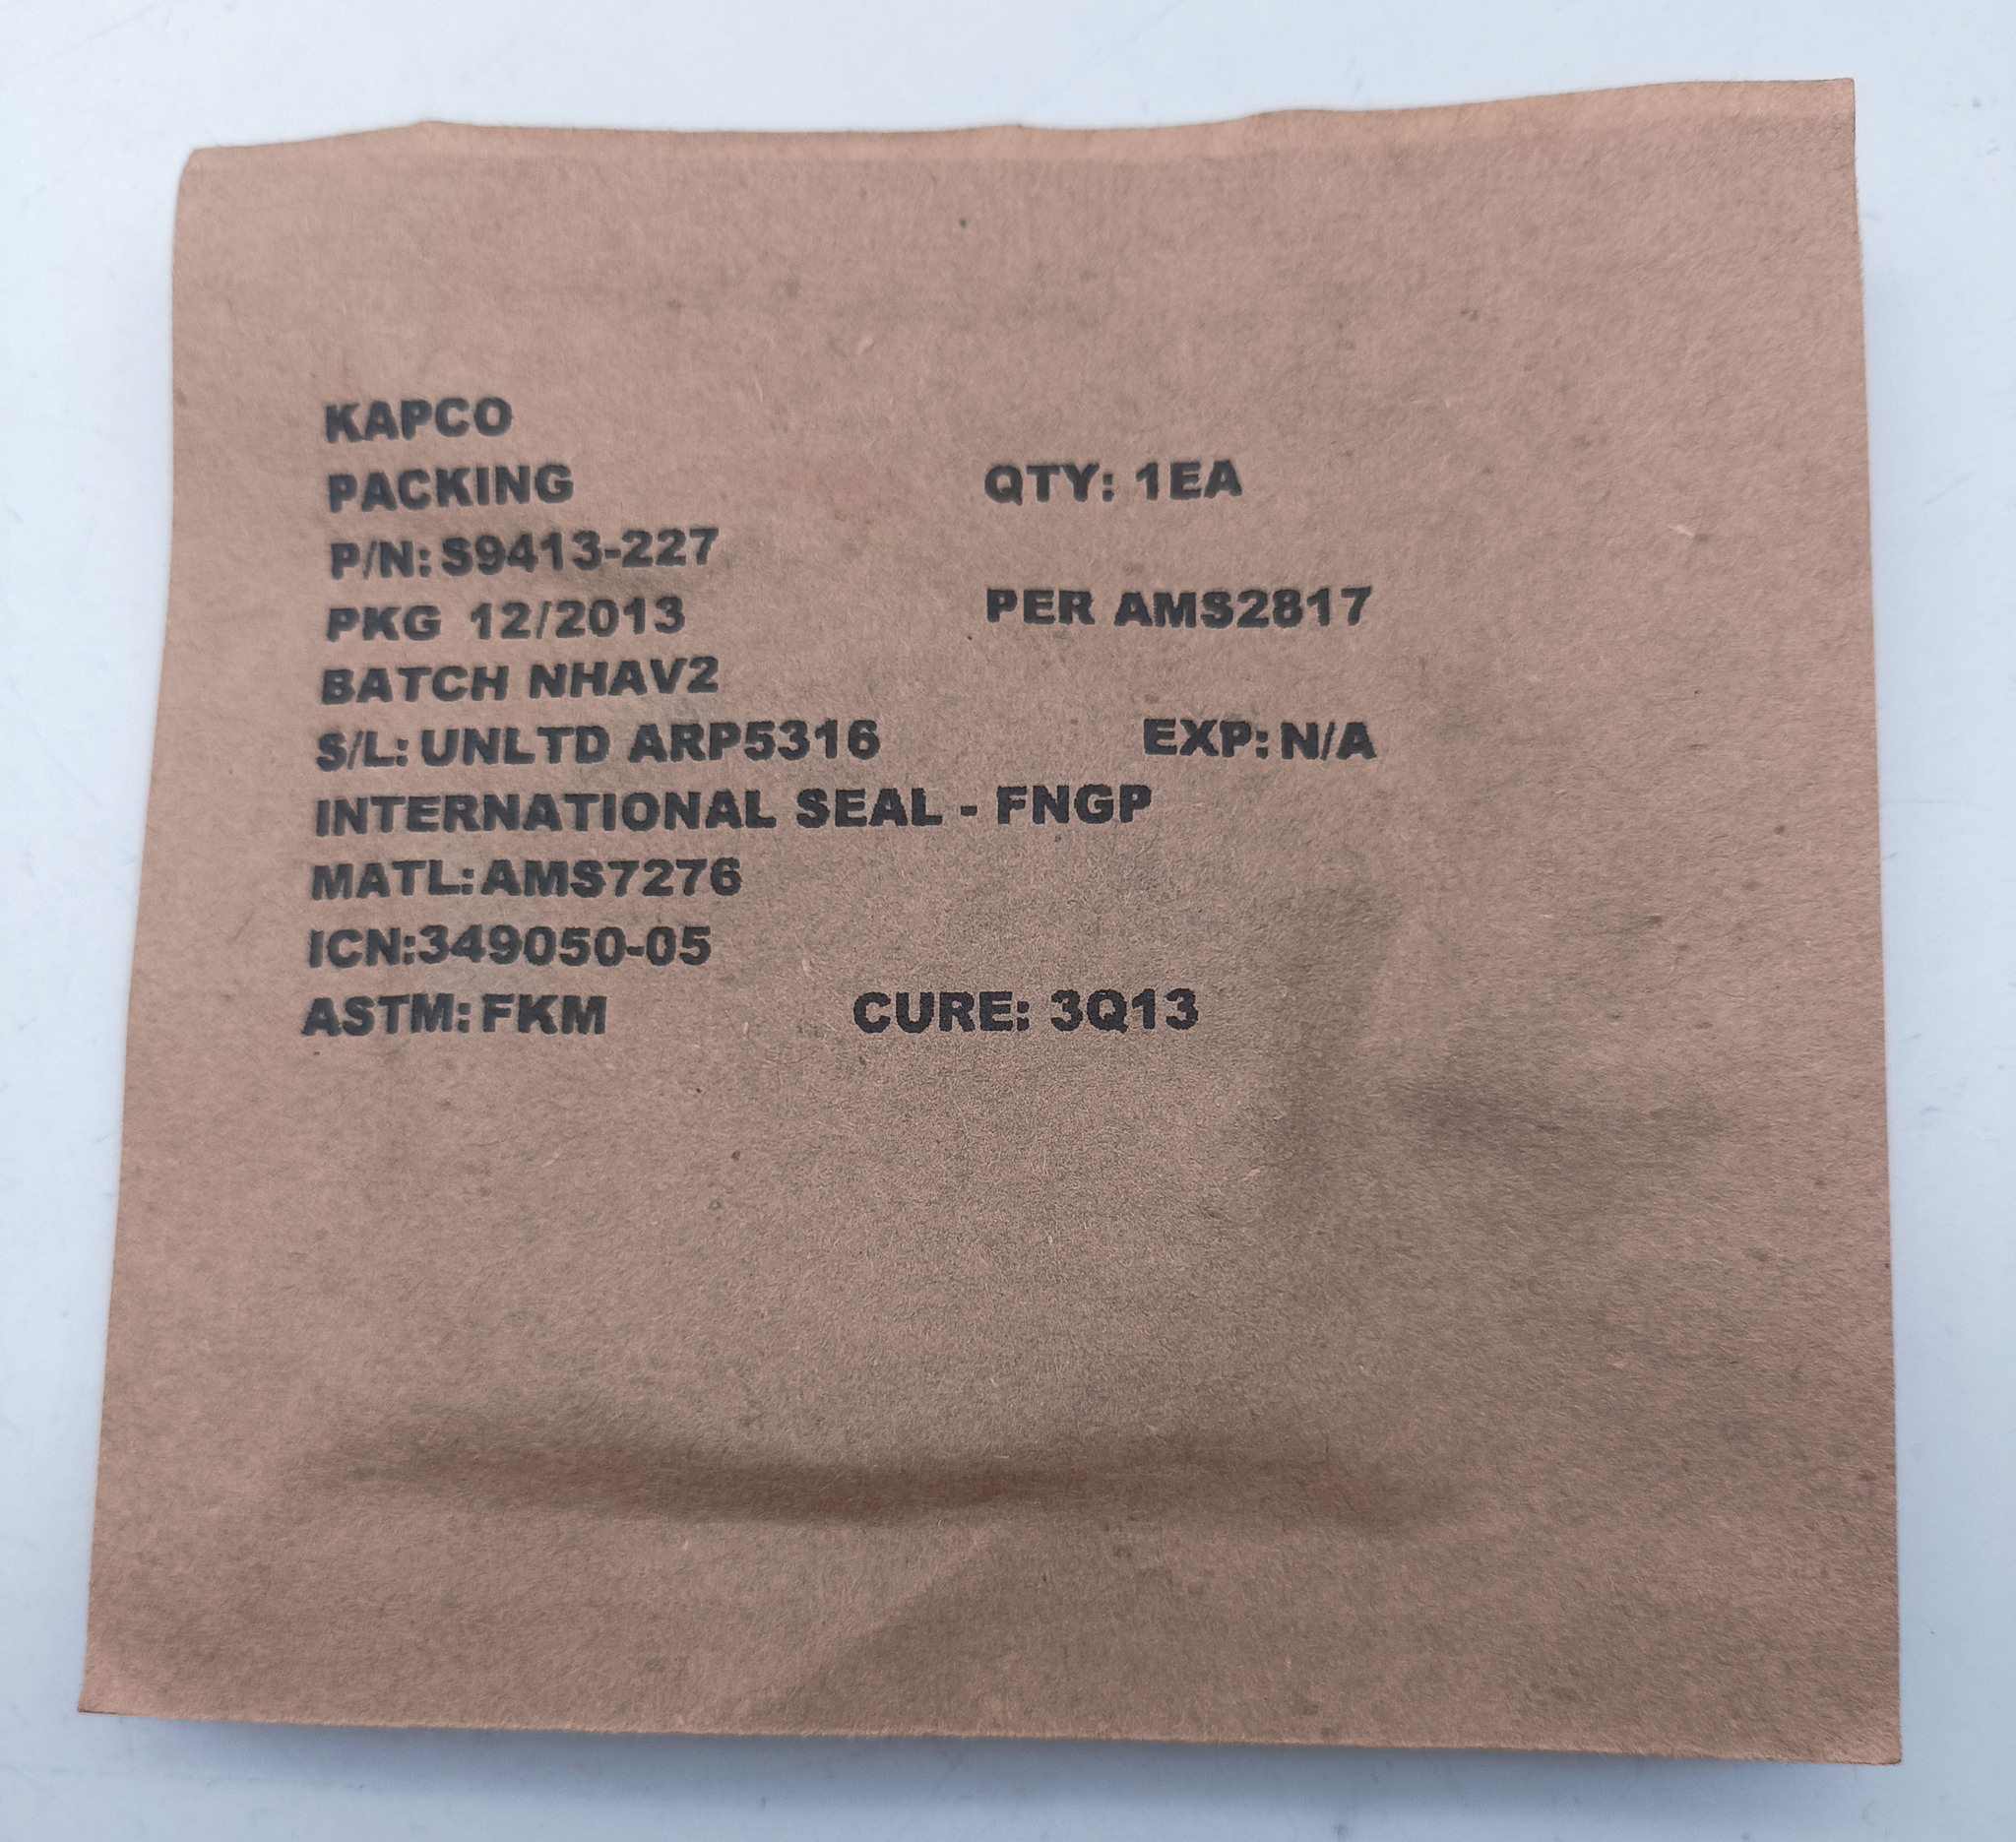 KAPCO
PACKING QTY: 1EA
P/N: S9413-227
PKG 12/2013 PER AMS2817
BATCH NHAV2
S/L: UNLTD ARP5316 EXP: N/A
INTERNATIONAL SEAL - FNGP
MATL: AMS7276
ICN:349050-05
ASTM: FKM CURE: 3Q13